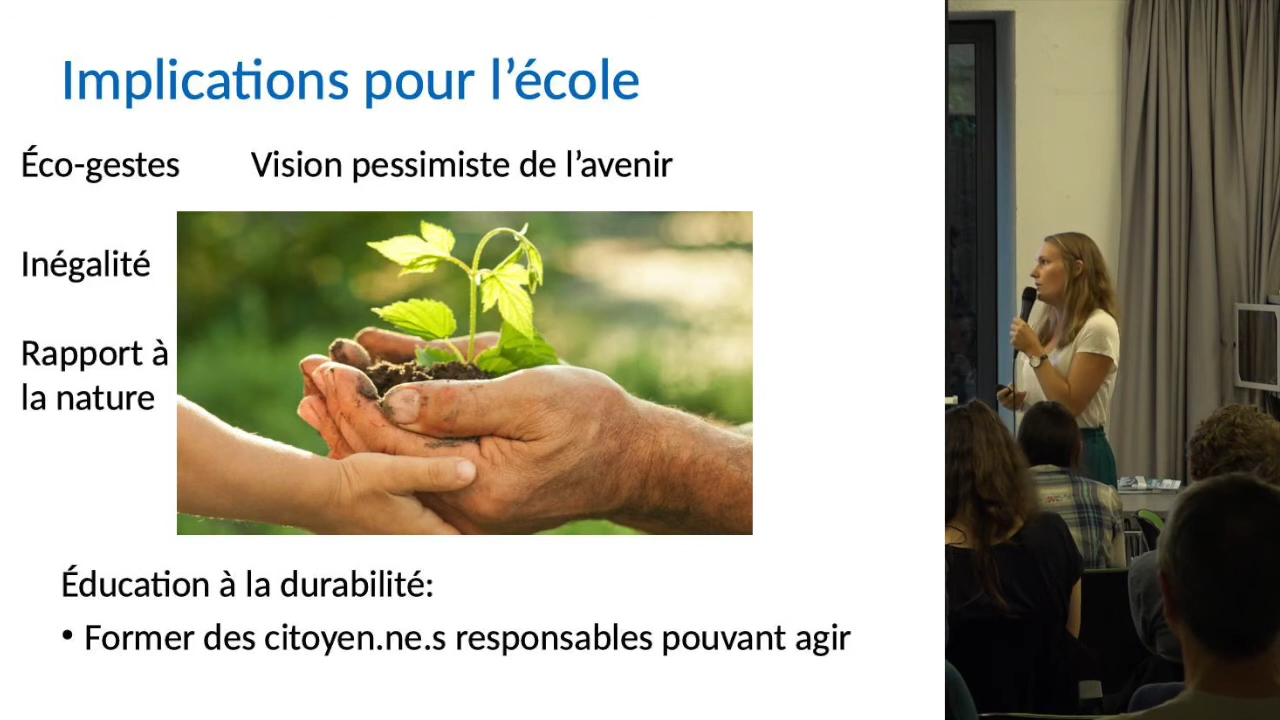 Implications pour l’école
Éco-gestes
Vision pessimiste de l’avenir
Inégalité
Rapport à
la nature
Éducation à la durabilité:
• Former des citoyen.ne.s responsables pouvant agir